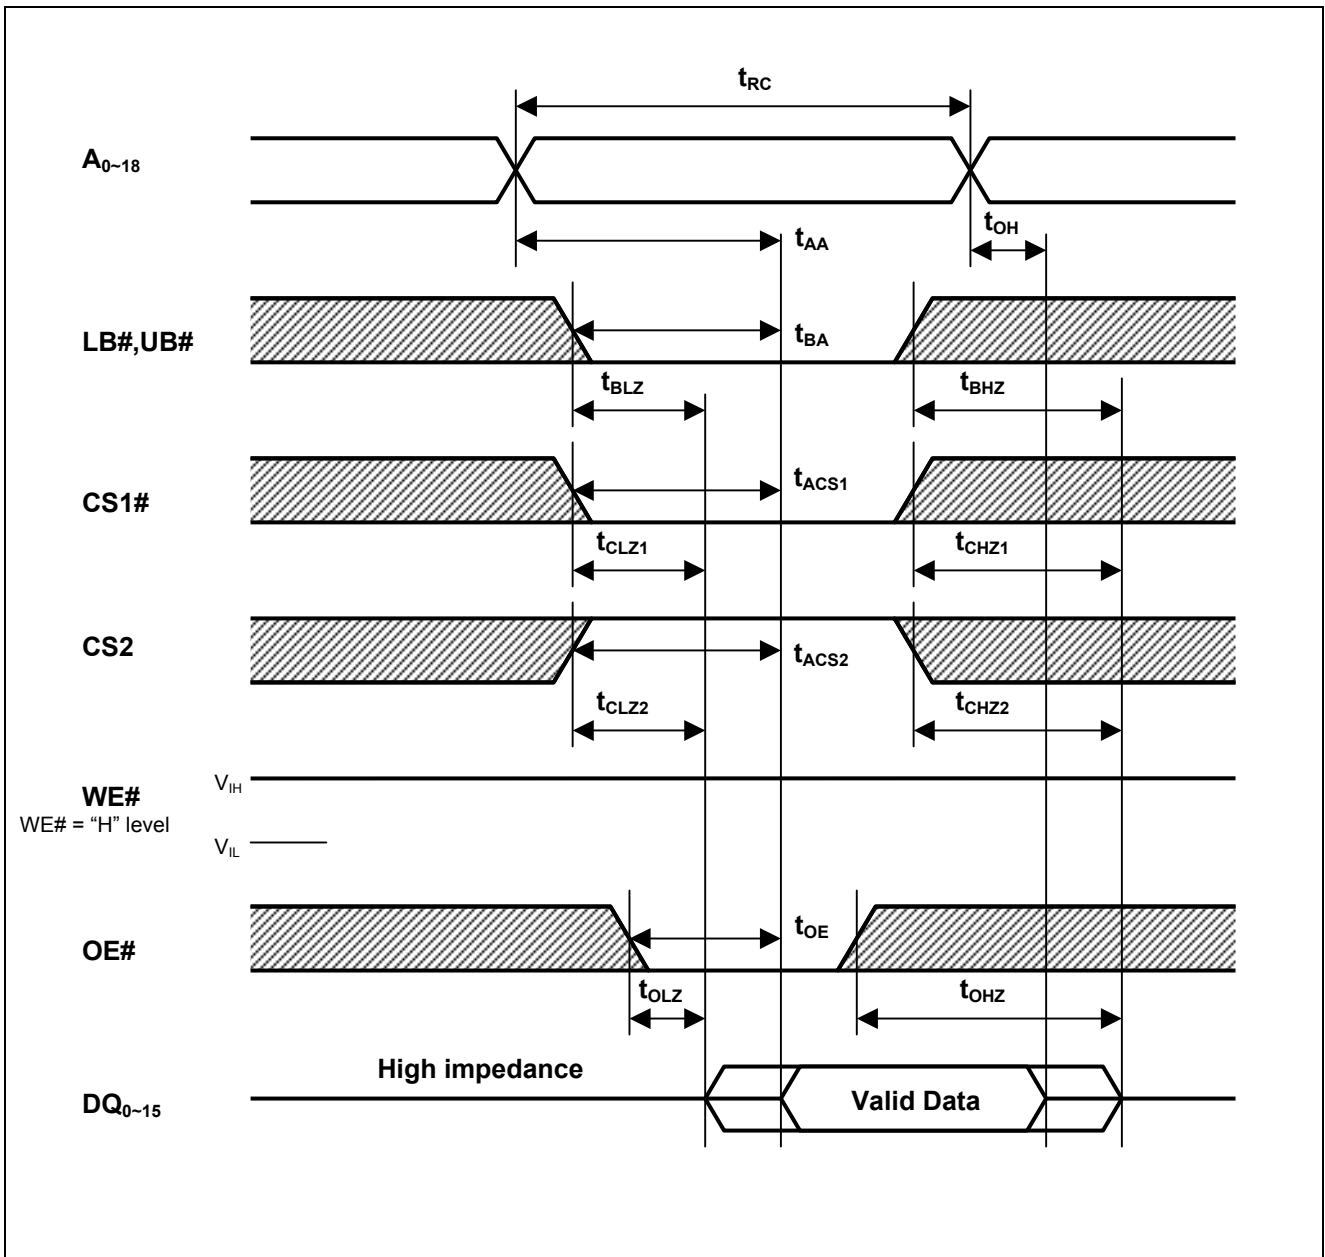 tRC
A0~18
tOH
tAA
LB#,UB#
tBA
tBLZ
tBHZ
CS1#
tACS1
tCLZ1
tCHZ1
CS2
tACS2
tCLZ2
tCHZ2
VIH
WE#
WE# = “H” level
VIL
OE#
tOE
tOLZ
tOHZ
High impedance
DQ0~15
Valid Data